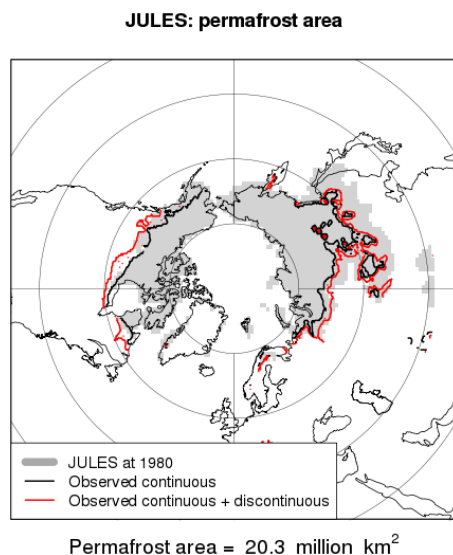 JULES: permafrost area
JULES at 1980
Observed continuous
Observed continuous + discontinuous
Permafrost area = 20.3 million km²